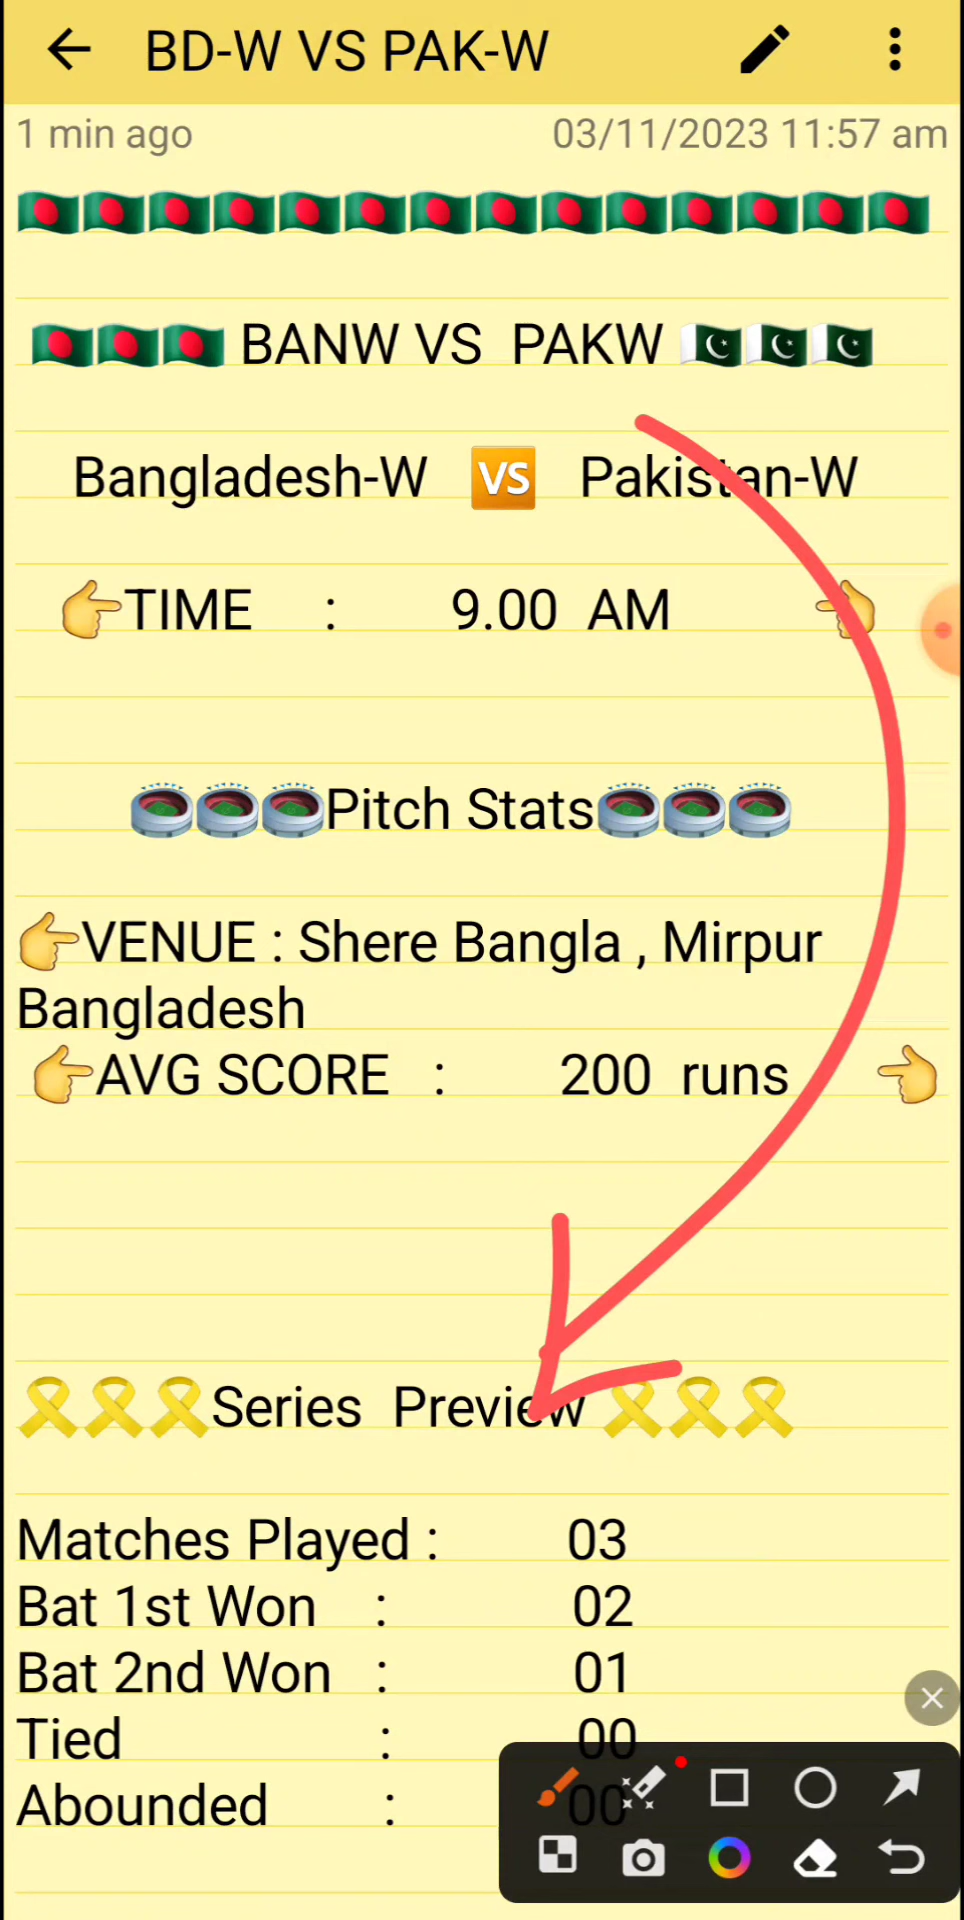 BD-W VS PAK-W
1 min ago 03/11/2023 11:57 am
BANW VS PAKW
Bangladesh-W VS Pakistan-W
TIME : 9.00 AM
Pitch Stats
VENUE : Shere Bangla , Mirpur
Bangladesh
AVG SCORE : 200 runs
Series Preview
Matches Played : 03
Bat 1st Won : 02
Bat 2nd Won : 01
Tied : 00
Abounded : 00